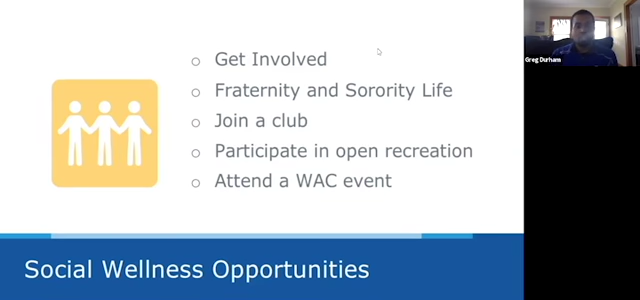 Get Involved
Fraternity and Sorority Life
Join a club
Participate in open recreation
Attend a WAC event
Social Wellness Opportunities
Greg Durham